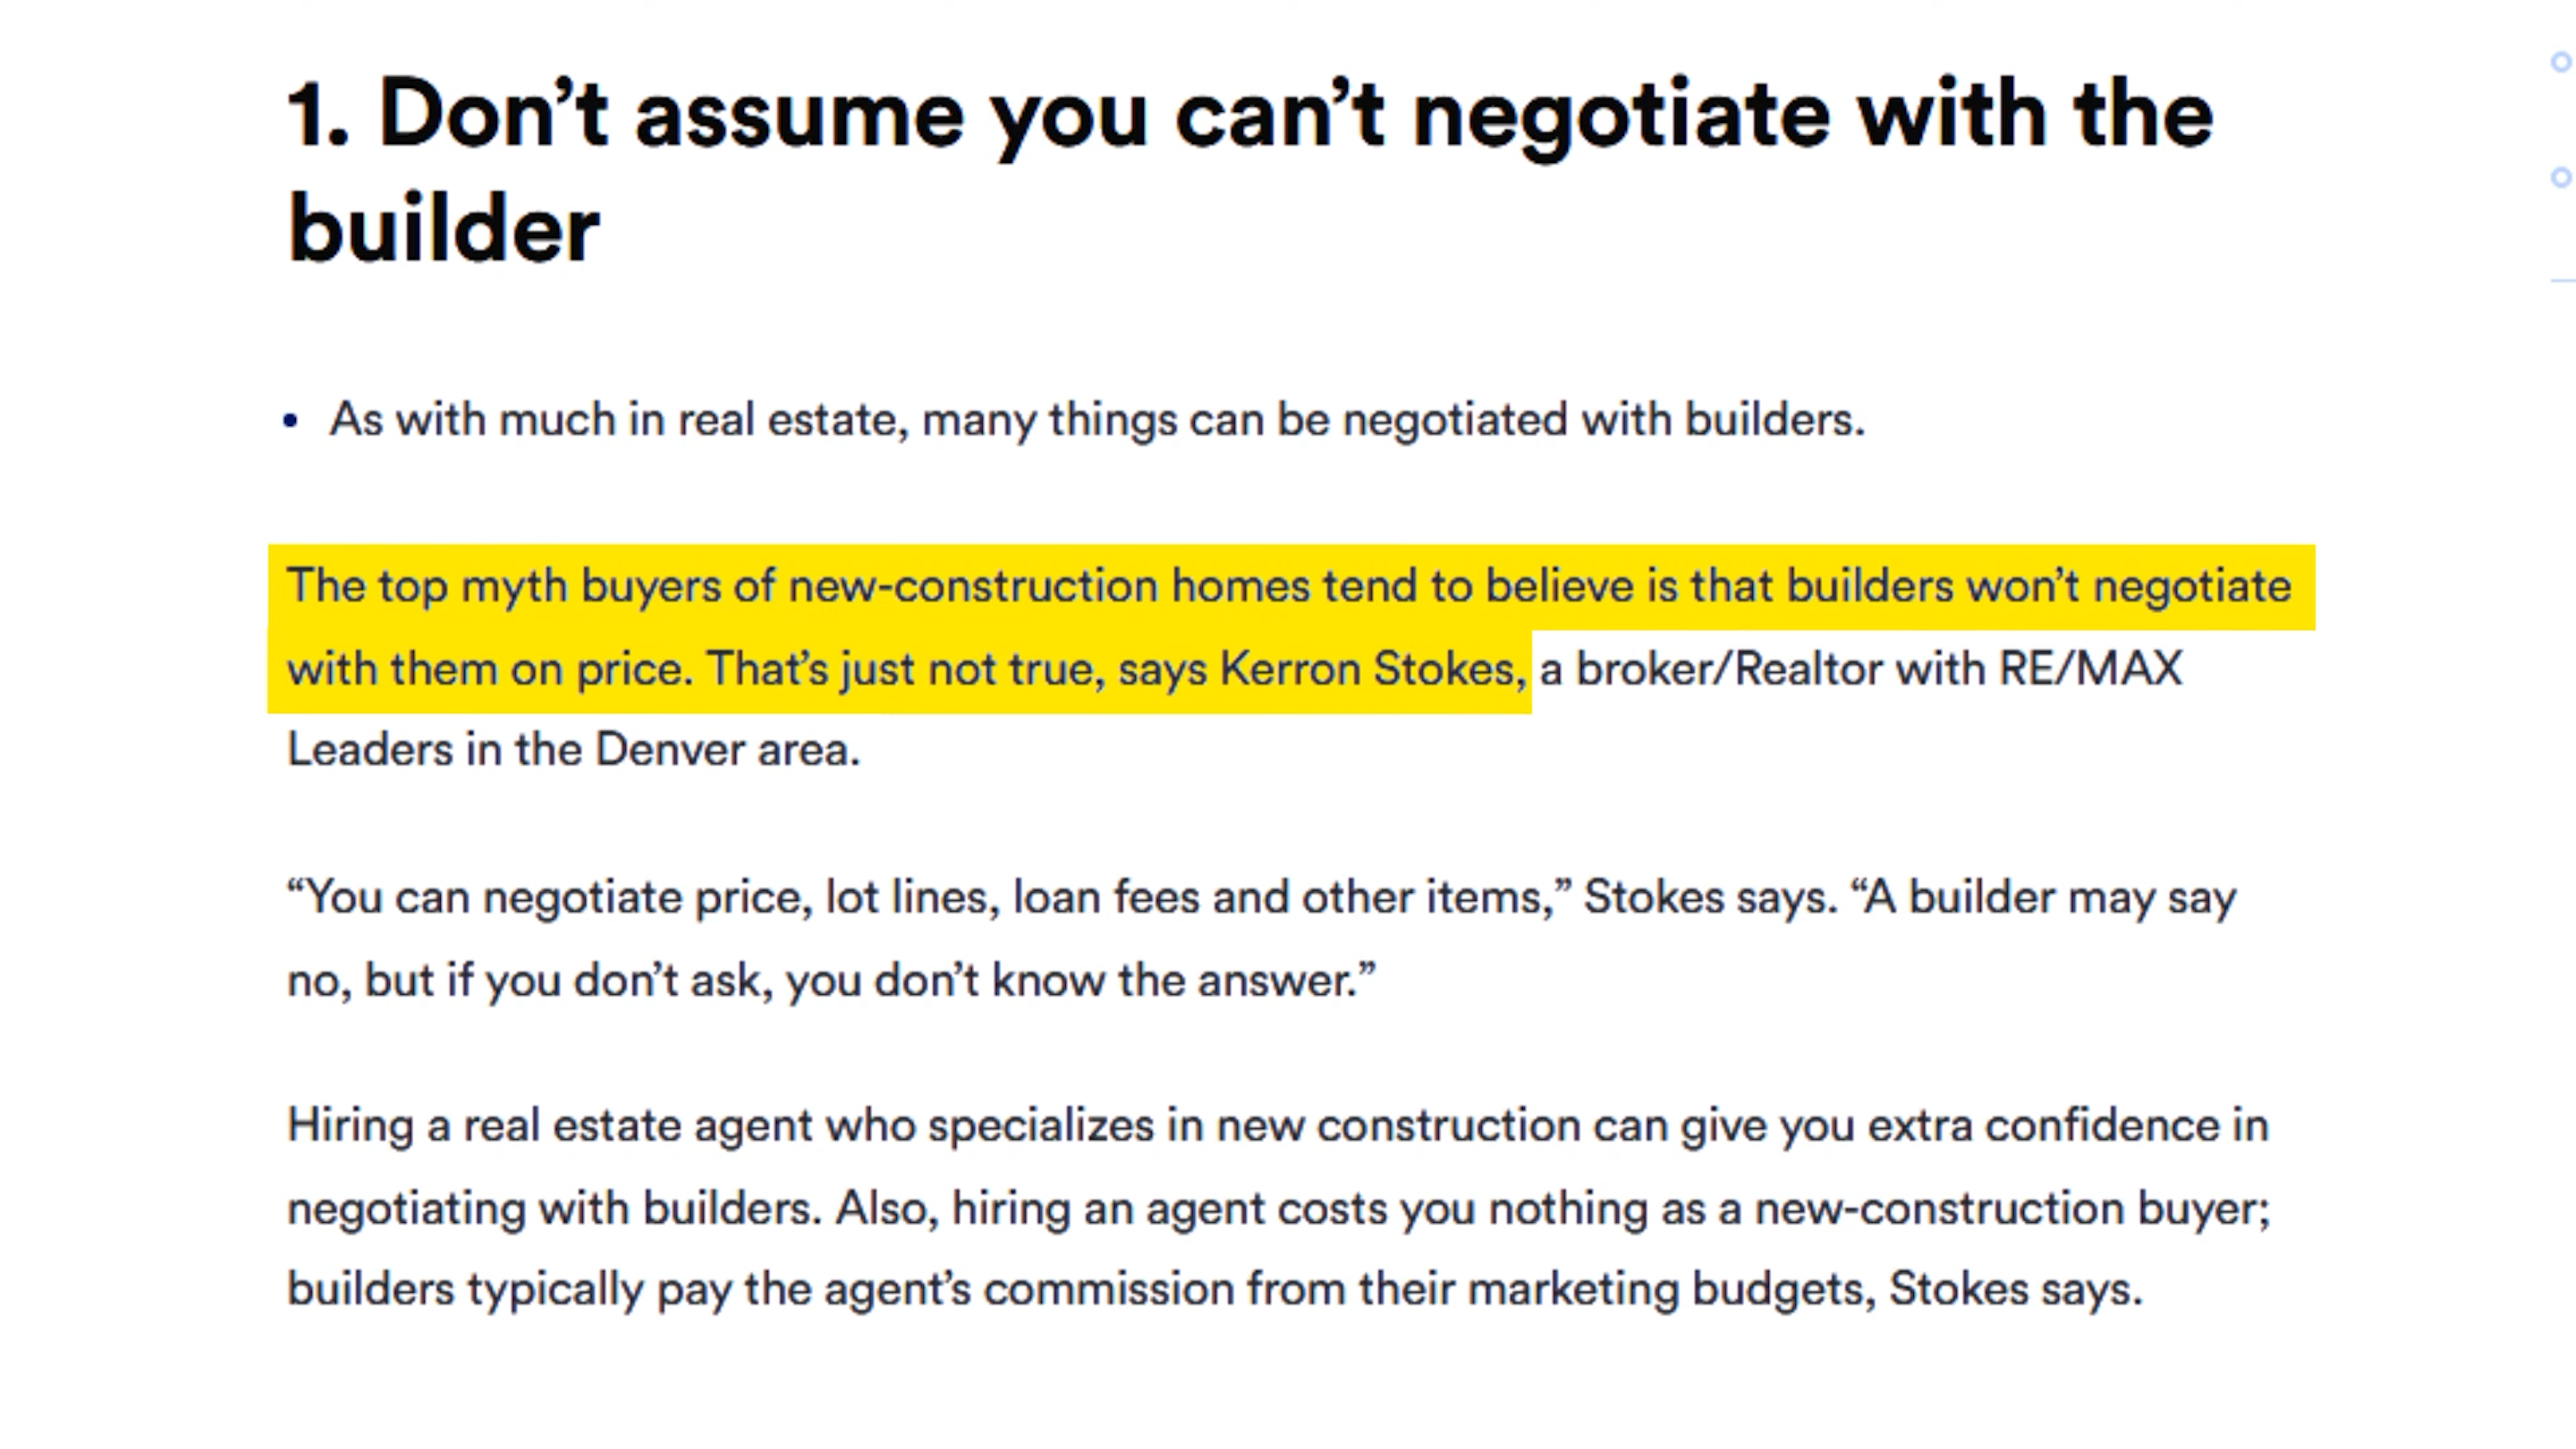 1. Don’t assume you can’t negotiate with the
builder
• As with much in real estate, many things can be negotiated with builders.
The top myth buyers of new-construction homes tend to believe is that builders won’t negotiate
with them on price. That’s just not true, says Kerron Stokes, a broker/Realtor with RE/MAX
Leaders in the Denver area.
“You can negotiate price, lot lines, loan fees and other items,” Stokes says. “A builder may say
no, but if you don’t ask, you don’t know the answer.”
Hiring a real estate agent who specializes in new construction can give you extra confidence in
negotiating with builders. Also, hiring an agent costs you nothing as a new-construction buyer;
builders typically pay the agent’s commission from their marketing budgets, Stokes says.